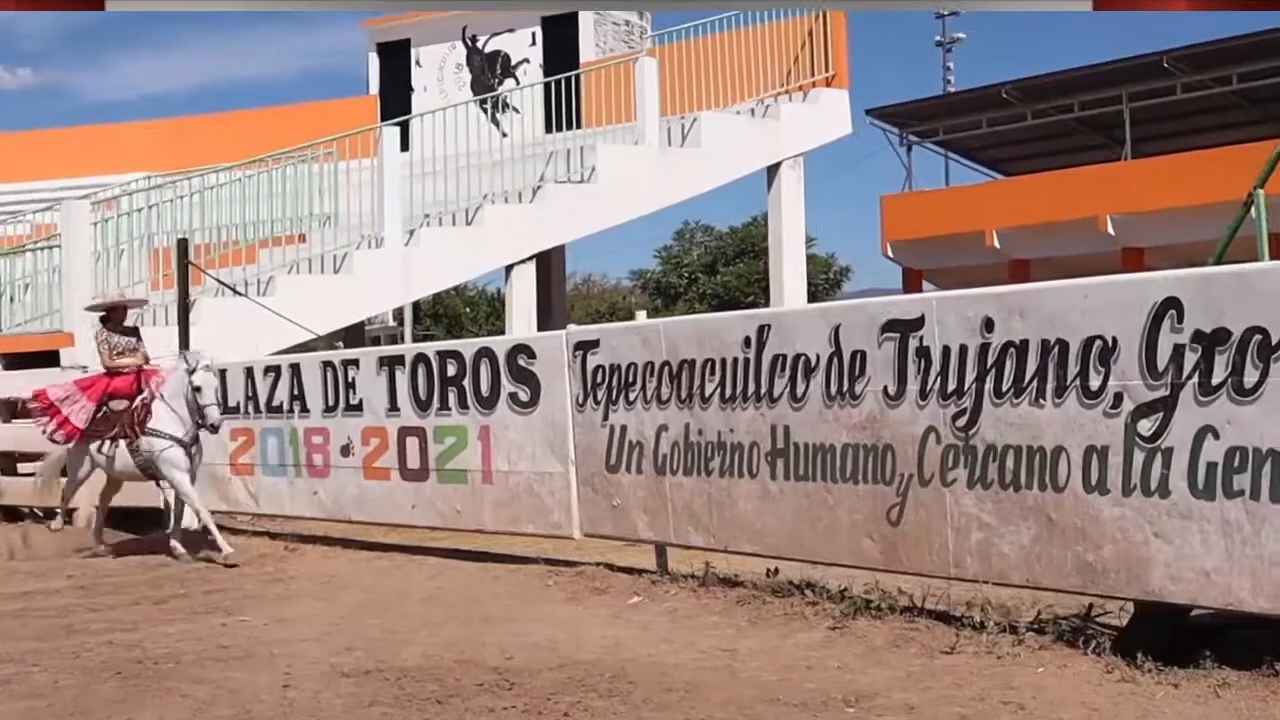 LAZA DE TOROS
2018 2021
Tepecoacuilco de Trujano, Gro
Un Gobierno Humano, y Cercano a la Gen